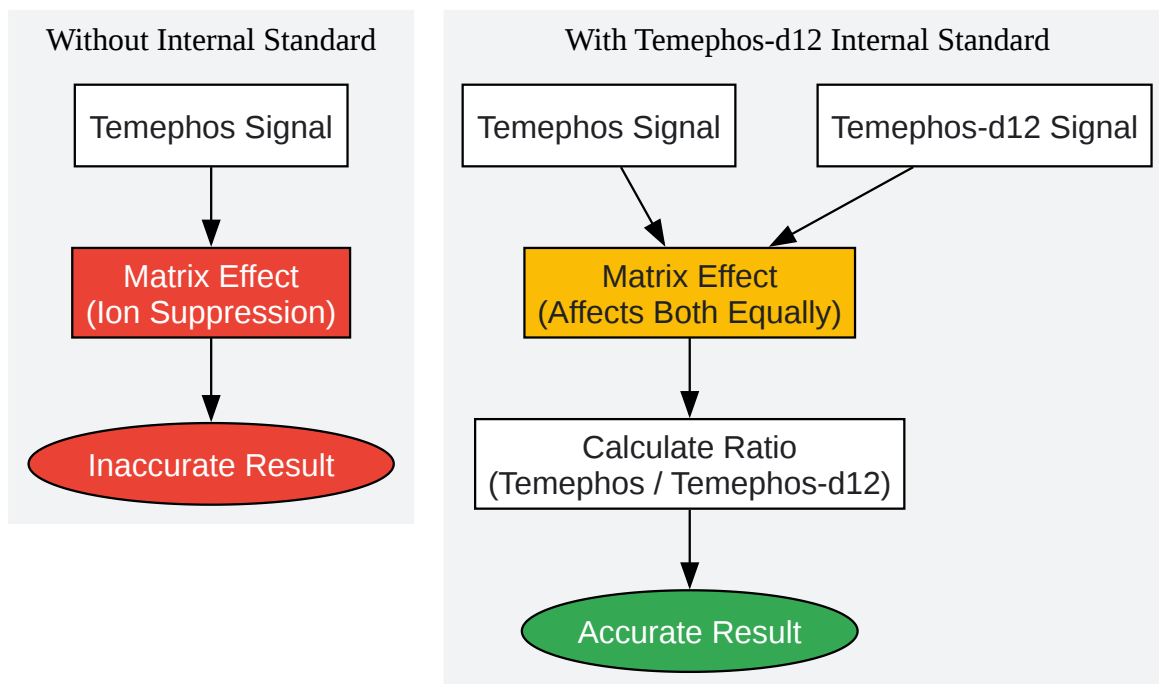 Without Internal Standard
Temephos Signal
Matrix Effect
(Ion Suppression)
Inaccurate Result
With Temephos-d12 Internal Standard
Temephos Signal
Temephos-d12 Signal
Matrix Effect
(Affects Both Equally)
Calculate Ratio
(Temephos / Temephos-d12)
Accurate Result